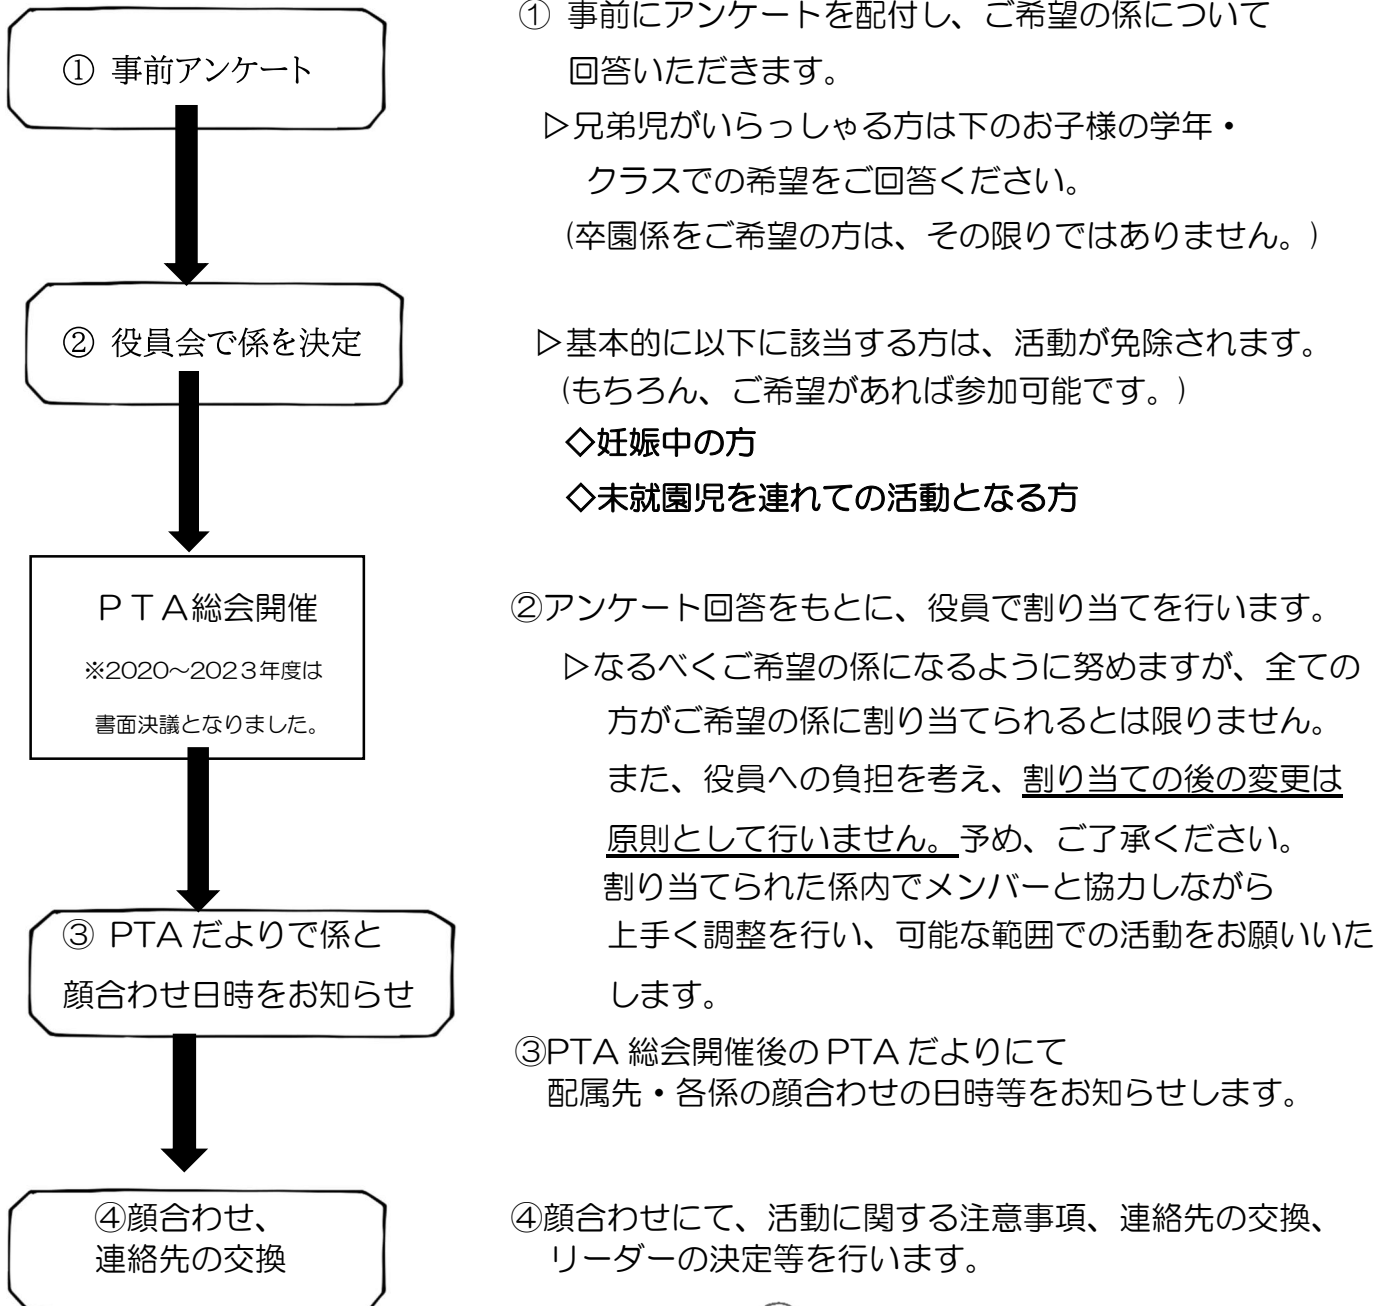 ① 事前アンケート
② 役員会で係を決定
ＰＴＡ総会開催
※2020～2023年度は
書面決議となりました。
③ PTAだよりで係と
顔合わせ日時をお知らせ
④顔合わせ、
連絡先の交換
① 事前にアンケートを配付し、ご希望の係について
回答いただきます。
▷兄弟児がいらっしゃる方は下のお子様の学年・
クラスでの希望をご回答ください。
(卒園係をご希望の方は、その限りではありません。)
▷基本的に以下に該当する方は、活動が免除されます。
(もちろん、ご希望があれば参加可能です。)
◇妊娠中の方
◇未就園児を連れての活動となる方
②アンケート回答をもとに、役員で割り当てを行います。
▷なるべくご希望の係になるように努めますが、全ての
方がご希望の係に割り当てられるとは限りません。
また、役員への負担を考え、割り当ての後の変更は
原則として行いません。予め、ご了承ください。
割り当てられた係内でメンバーと協力しながら
上手く調整を行い、可能な範囲での活動をお願いいた
します。
③PTA 総会開催後の PTA だよりにて
配属先・各係の顔合わせの日時等をお知らせします。
④顔合わせにて、活動に関する注意事項、連絡先の交換、
リーダーの決定等を行います。